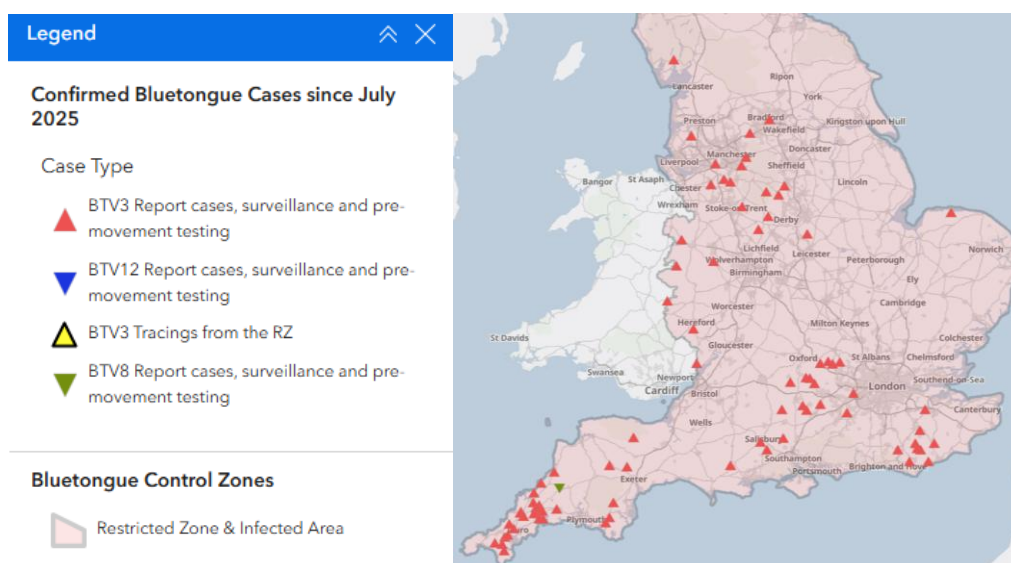 Legend
Confirmed Bluetongue Cases since July
2025
Case Type
BTV3 Report cases, surveillance and pre-
movement testing
BTV12 Report cases, surveillance and pre-
movement testing
BTV3 Tracings from the RZ
BTV8 Report cases, surveillance and pre-
movement testing
Bluetongue Control Zones
Restricted Zone & Infected Area
Ripon
Lancaster
York
Preston
Bradford
Kingston upon Hull
Wakefield
Doncaster
Manchester
Liverpool
Sheffield
Bangor
St Asaph
Chester
Lincoln
Wrexham
Stoke-on-Trent
Derby
Lichfield
Norwich
Wolverhampton
Leicester
Peterborough
Birmingham
Ely
Worcester
Cambridge
Hereford
Milton Keynes
St Davids
Colchester
Gloucester
Oxford
St Albans
Chelmsford
Swansea
Newport
Southend-on-Sea
Cardiff
Bristol
London
Canterbury
Wells
Salisbury
Southampton
Portsmouth
Brighton and Hove
Exeter
Plymouth